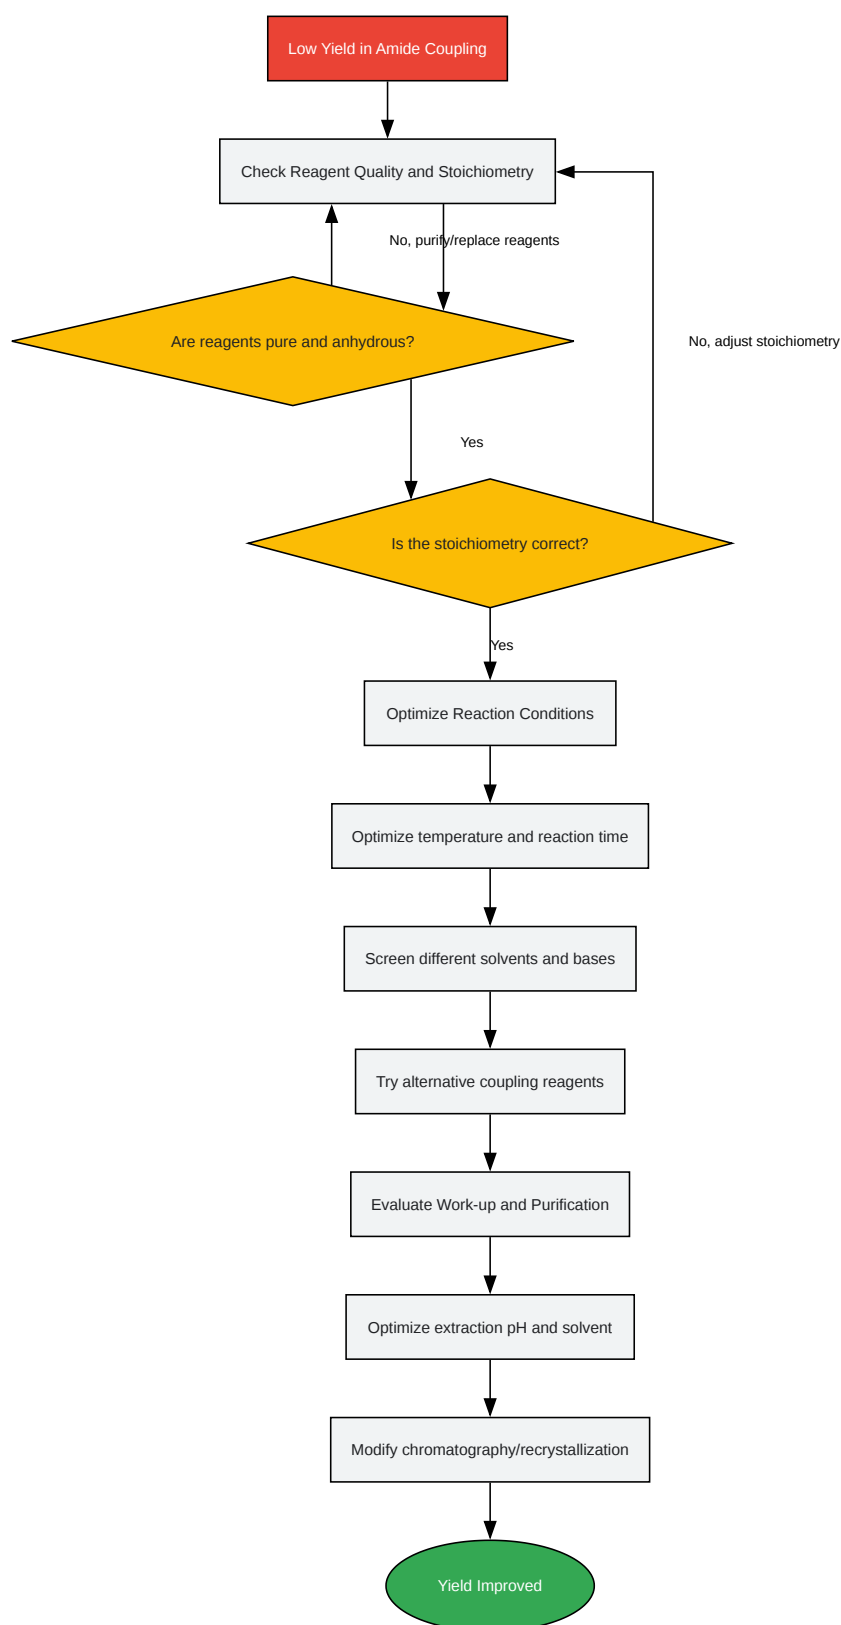 Low Yield in Amide Coupling
Check Reagent Quality and Stoichiometry
No, purify/replace reagents
Are reagents pure and anhydrous?
No, adjust stoichiometry
Yes
Is the stoichiometry correct?
Yes
Optimize Reaction Conditions
Optimize temperature and reaction time
Screen different solvents and bases
Try alternative coupling reagents
Evaluate Work-up and Purification
Optimize extraction pH and solvent
Modify chromatography/recrystallization
Yield Improved